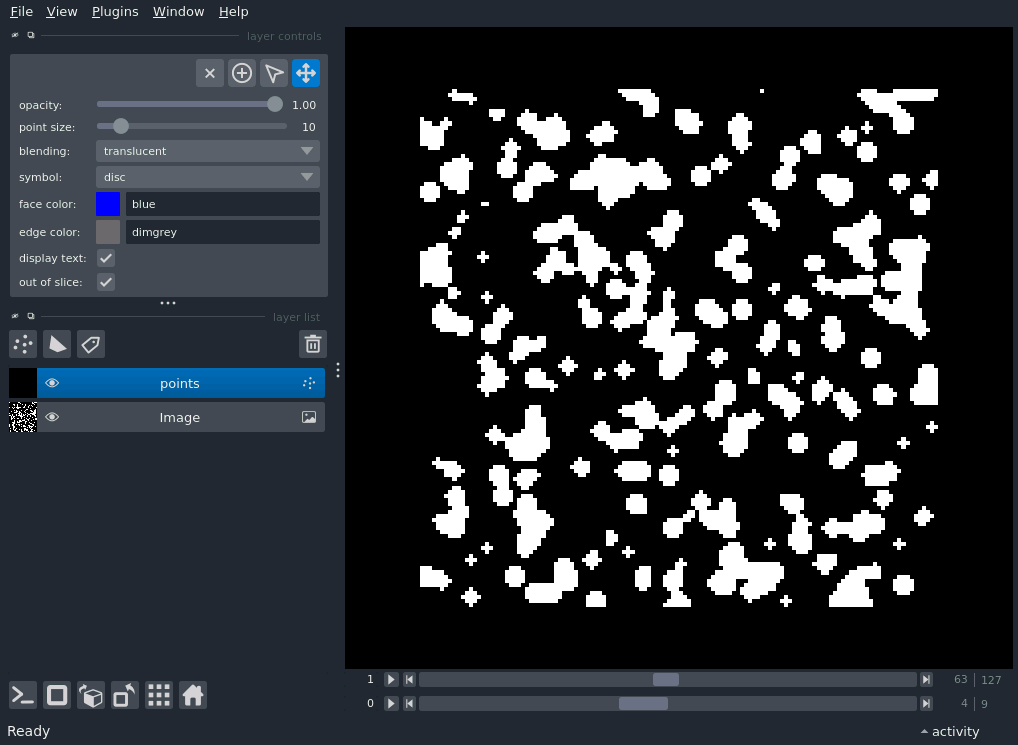 File View Plugins Window Help
layer controls
opacity: 1.00
point size: 10
blending: translucent
symbol: disc
face color: blue
edge color: dimgrey
display text:
out of slice:
layer list
points
Image
1 63 127
0 4 9
Ready activity